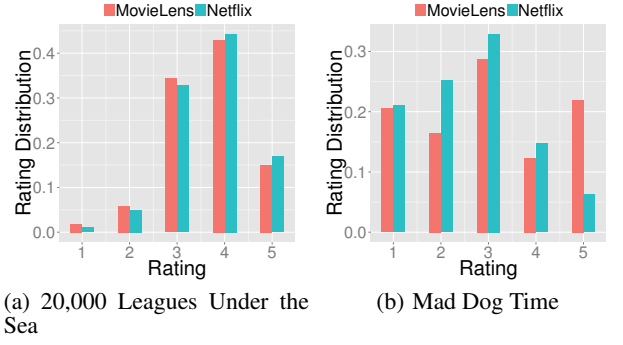 MovieLens Netflix
Rating Distribution
0.4
0.3
0.2
0.1
0.0
1 2 3 4 5
Rating
(a) 20,000 Leagues Under the
Sea
MovieLens Netflix
Rating Distribution
0.3
0.2
0.1
0.0
1 2 3 4 5
Rating
(b) Mad Dog Time